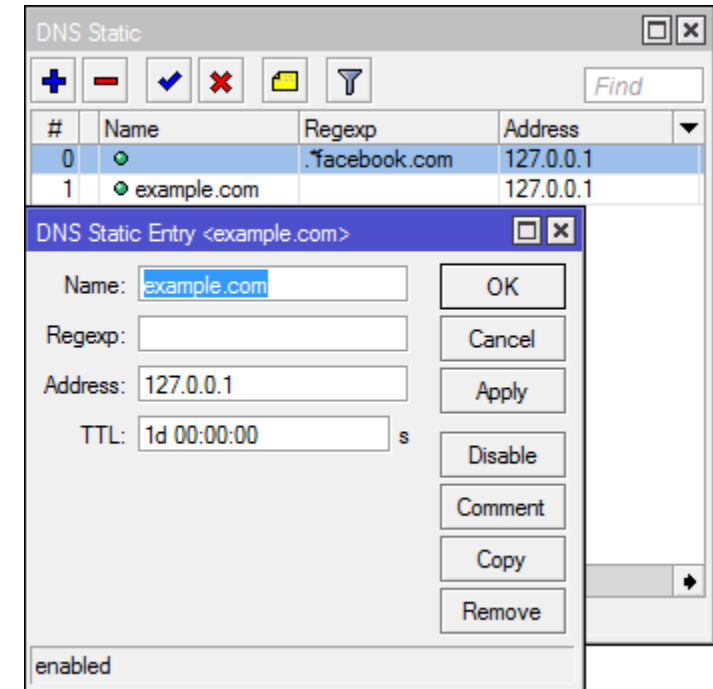 DNS Static
Find
# Name Regexp Address
0 .*facebook.com 127.0.0.1
1 example.com 127.0.0.1
DNS Static Entry <example.com>
Name: example.com OK
Regexp: Cancel
Address: 127.0.0.1 Apply
TTL: 1d 00:00:00 s
Disable
Comment
Copy
Remove
enabled